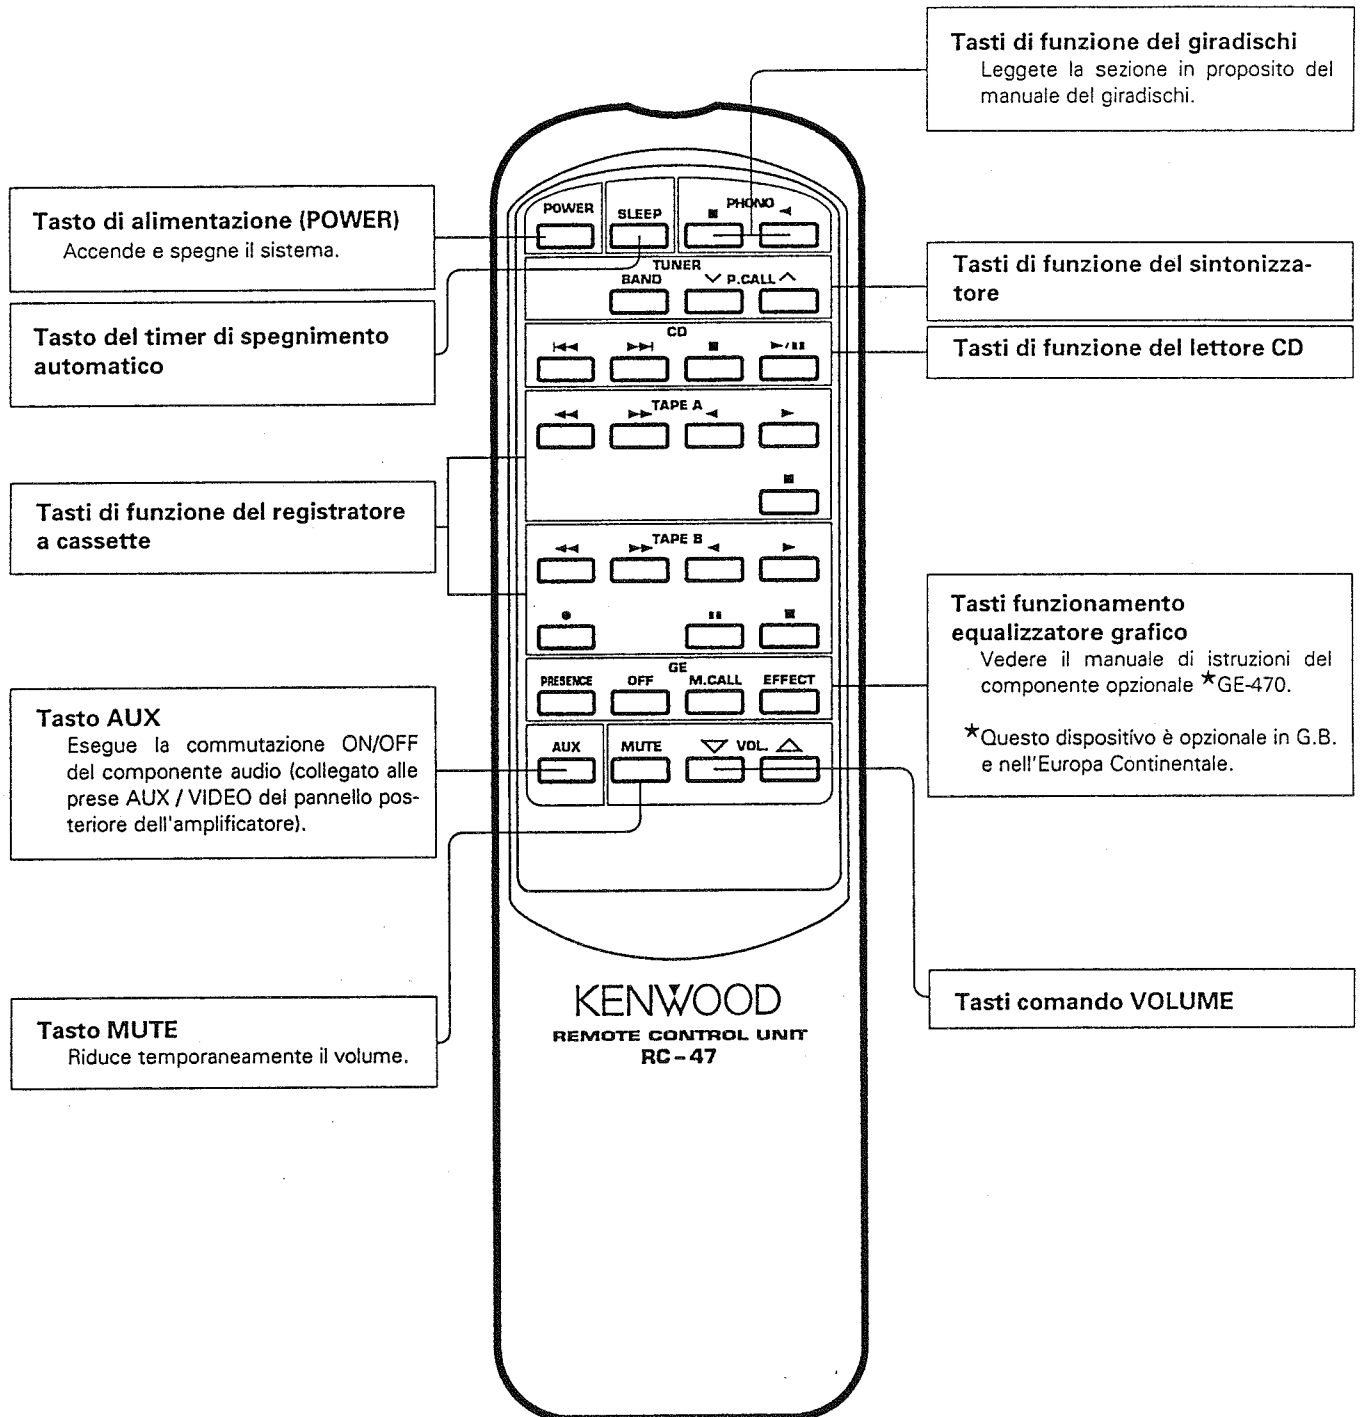 Tasti di funzione del giradischi
Leggete la sezione in proposito del
manuale del giradischi.
Tasto di alimentazione (POWER)
Accende e spegne il sistema.
Tasto del timer di spegnimento
automatico
Tasti di funzione del registratore
a cassette
Tasto AUX
Esegue la commutazione ON/OFF
del componente audio (collegato alle
prese AUX / VIDEO del pannello pos-
teriore dell'amplificatore).
Tasto MUTE
Riduce temporaneamente il volume.
POWER SLEEP ■ PHONO ◄
TUNER
BAND ∨ P.CALL ∧
CD
|◄◄ ►►| ■ ►/▮▮
TAPE A
◄◄ ►► ◄ ►
■
TAPE B
◄◄ ►► ◄ ►
● ▮▮ ■
GE
PRESENCE OFF M.CALL EFFECT
AUX MUTE ▽ VOL. △
KENWOOD
REMOTE CONTROL UNIT
RC-47
Tasti di funzione del sintonizza-
tore
Tasti di funzione del lettore CD
Tasti funzionamento
equalizzatore grafico
Vedere il manuale di istruzioni del
componente opzionale ★GE-470.
★Questo dispositivo è opzionale in G.B.
e nell'Europa Continentale.
Tasti comando VOLUME